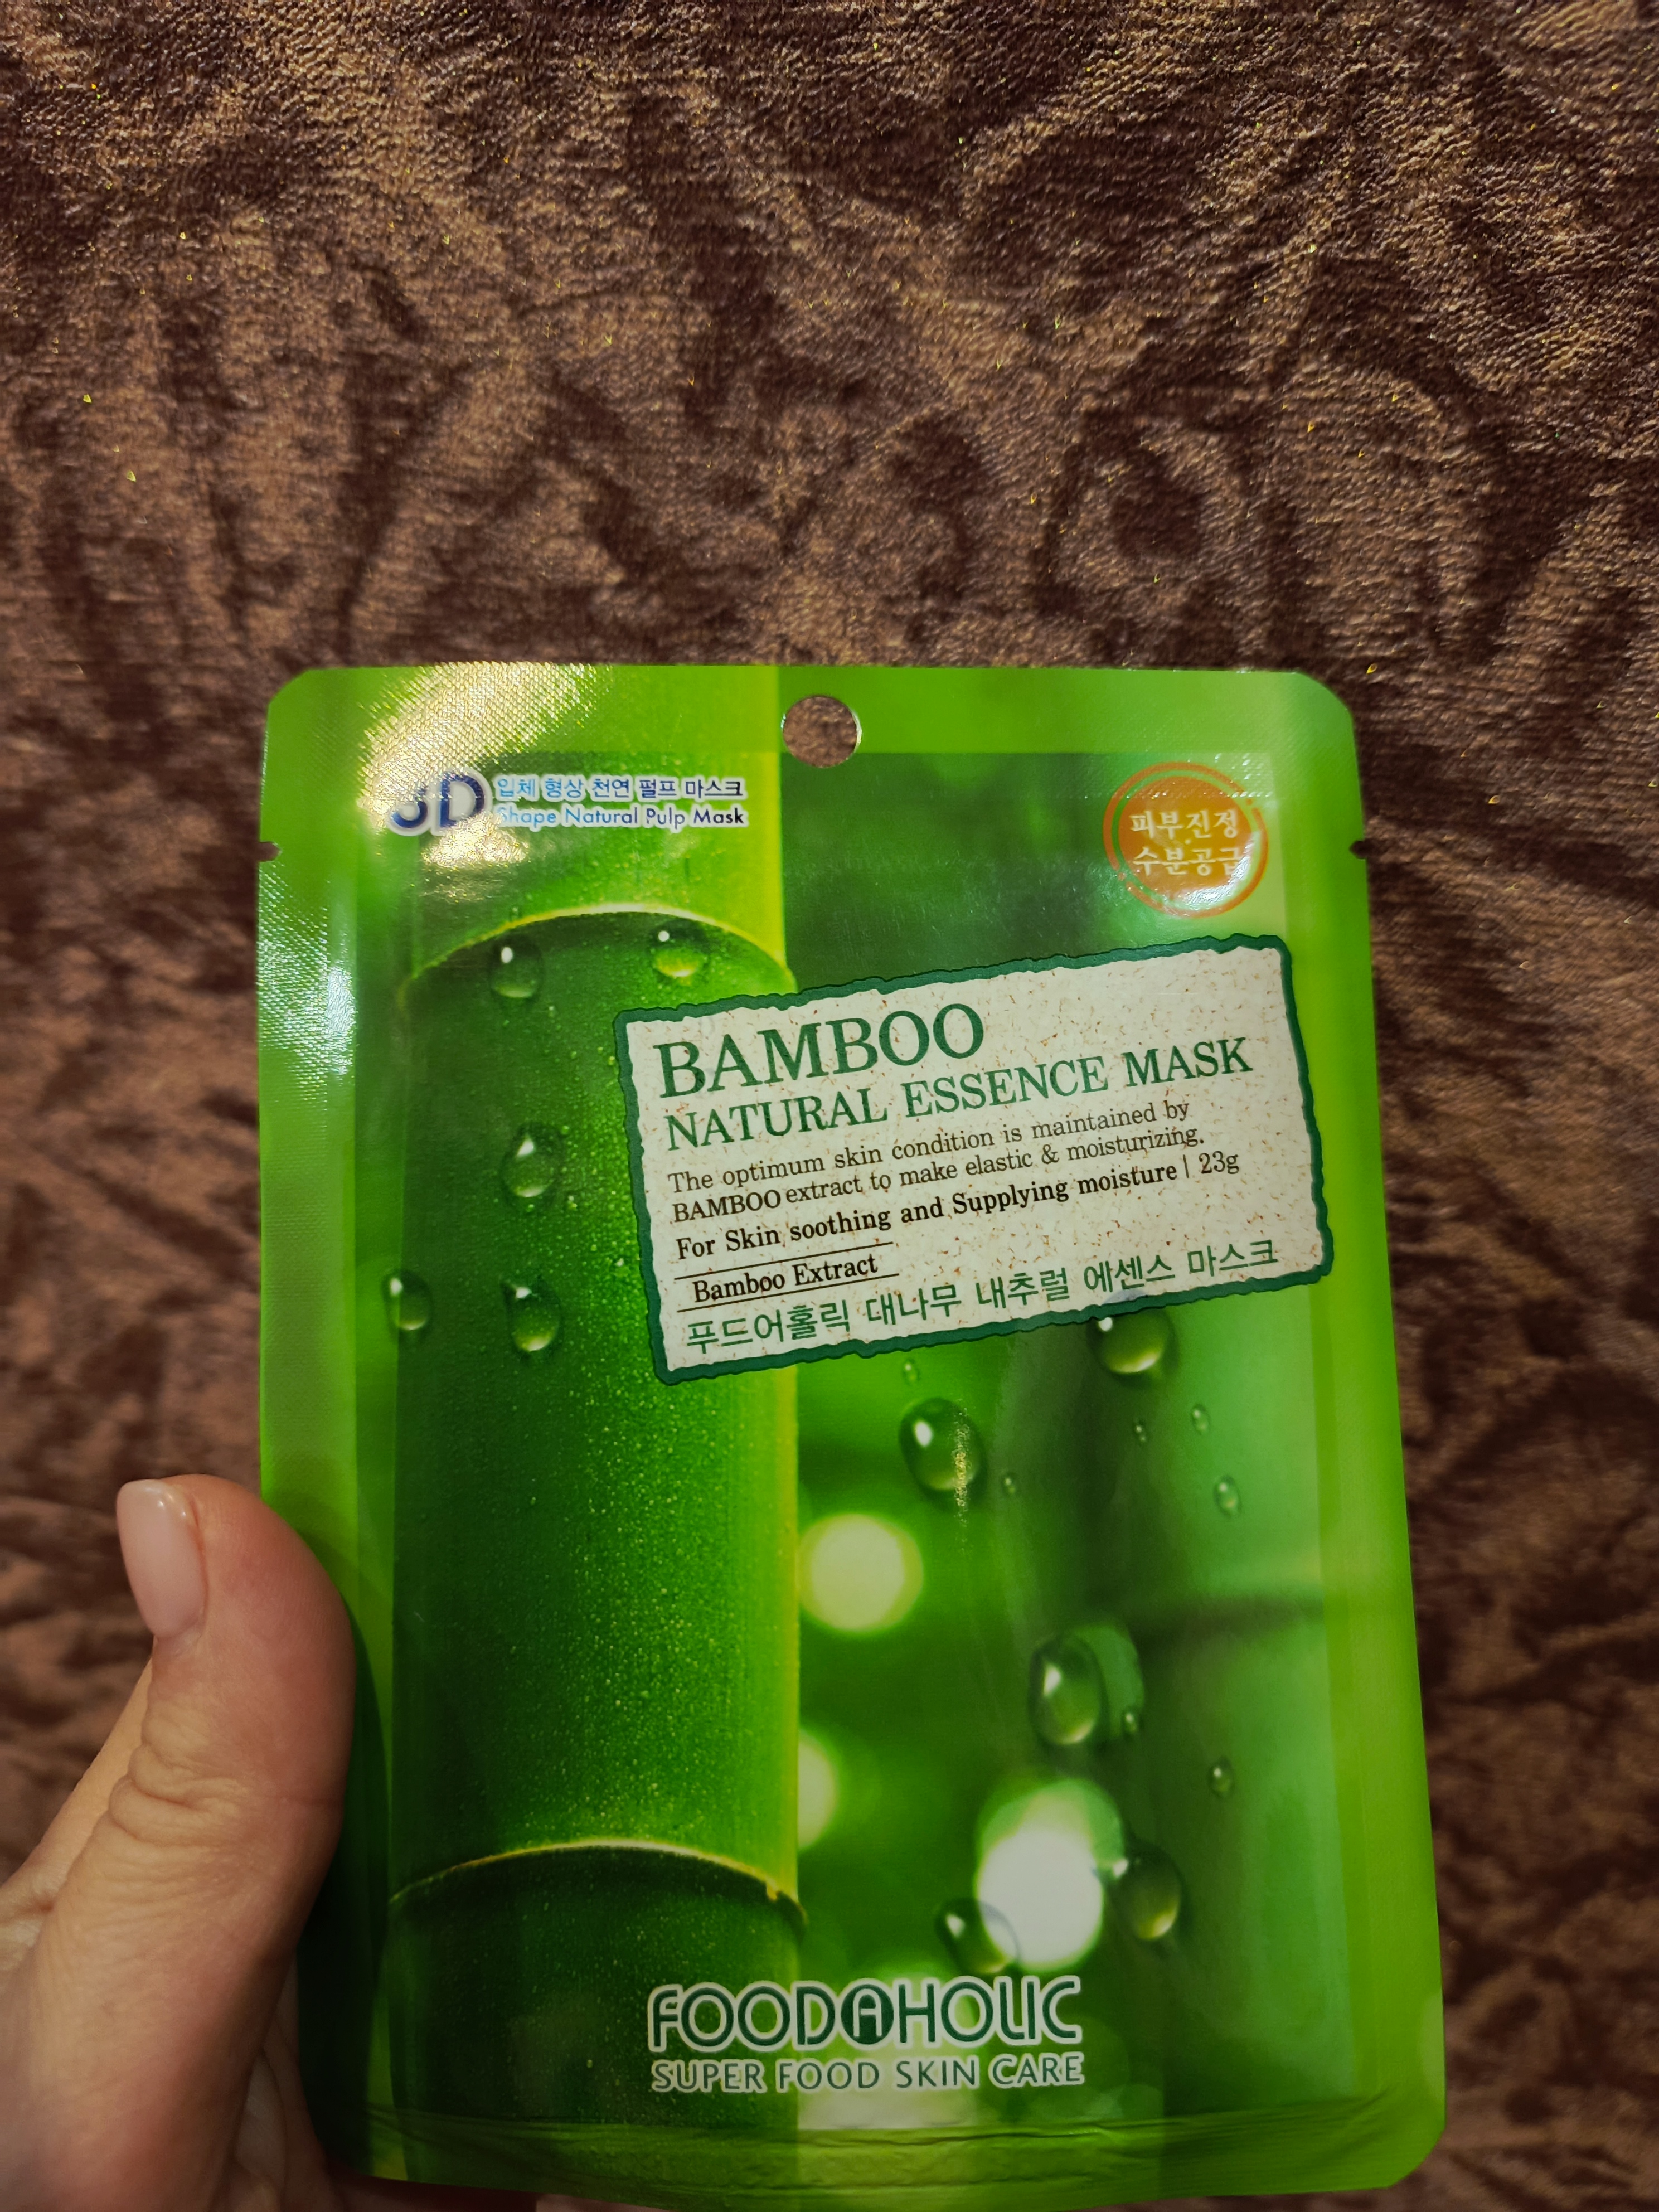 3D 입체 형상 천연 펄프 마스크
Shape Natural Pulp Mask
피부진정
수분공급
BAMBOO
NATURAL ESSENCE MASK
The optimum skin condition is maintained by
BAMBOO extract to make elastic & moisturizing.
For Skin soothing and Supplying moisture | 23g
Bamboo Extract
푸드어홀릭 대나무 내추럴 에센스 마스크
FOODAHOLIC
SUPER FOOD SKIN CARE